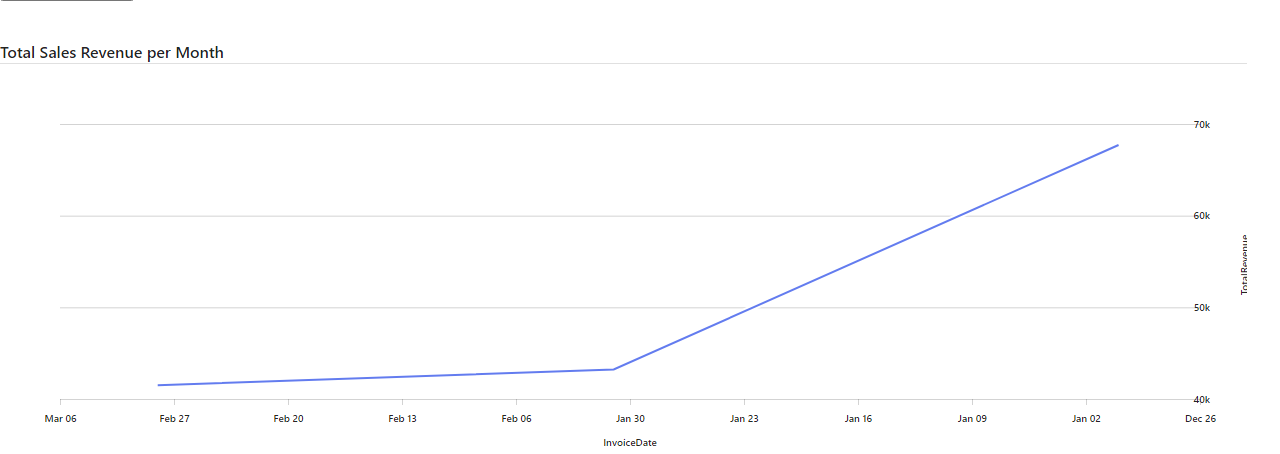 Total Sales Revenue per Month
70k
60k
50k
40k
TotalRevenue
Mar 06 Feb 27 Feb 20 Feb 13 Feb 06 Jan 30 Jan 23 Jan 16 Jan 09 Jan 02 Dec 26
InvoiceDate